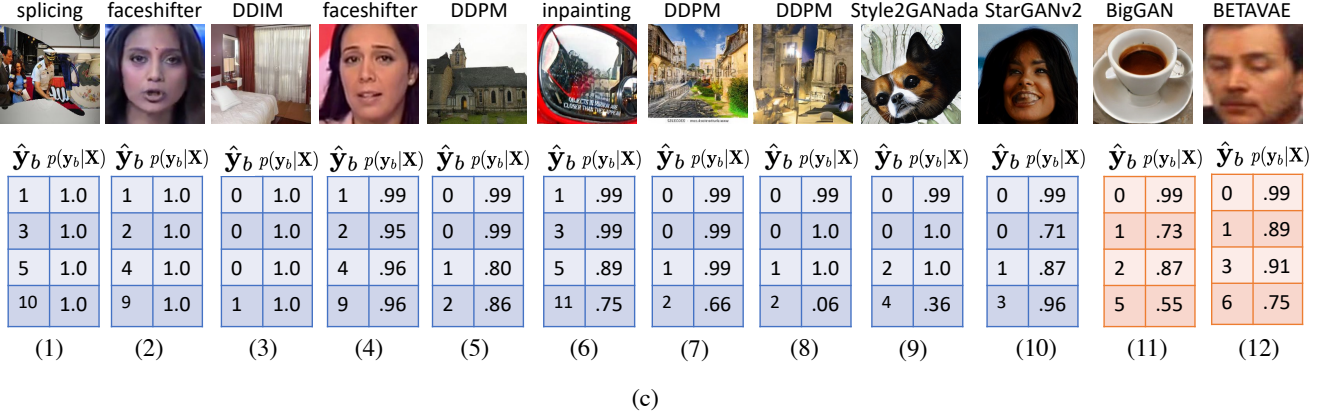 splicing faceshifter DDIM faceshifter DDPM inpainting DDPM DDPM Style2GANada StarGANv2 BigGAN BETAVAE
OBJECTS IN MIRROR ARE
CLOSER THAN THEY APPEAR
ŷb p(yb|X) ŷb p(yb|X) ŷb p(yb|X) ŷb p(yb|X) ŷb p(yb|X) ŷb p(yb|X) ŷb p(yb|X) ŷb p(yb|X) ŷb p(yb|X) ŷb p(yb|X) ŷb p(yb|X) ŷb p(yb|X)
1 1.0 1 1.0 0 1.0 1 .99 0 .99 1 .99 0 .99 0 .99 0 .99 0 .99 0 .99 0 .99
3 1.0 2 1.0 0 1.0 2 .95 0 .99 3 .99 0 .99 0 1.0 0 1.0 0 .71 1 .73 1 .89
5 1.0 4 1.0 0 1.0 4 .96 1 .80 5 .89 1 .99 1 1.0 2 1.0 1 .87 2 .87 3 .91
10 1.0 9 1.0 1 1.0 9 .96 2 .86 11 .75 2 .66 2 .06 4 .36 3 .96 5 .55 6 .75
(1) (2) (3) (4) (5) (6) (7) (8) (9) (10) (11) (12)
(c)